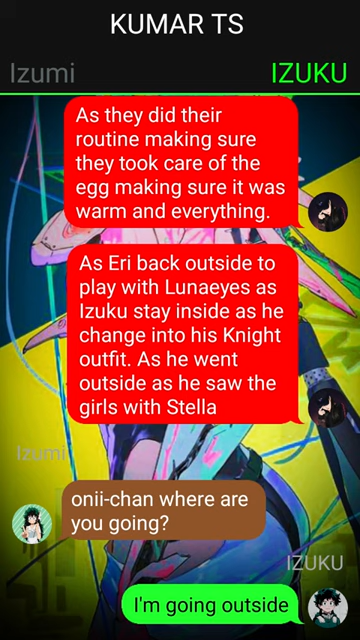 KUMAR TS
Izumi
IZUKU
As they did their
routine making sure
they took care of the
egg making sure it was
warm and everything.
As Eri back outside to
play with Lunaeyes as
Izuku stay inside as he
change into his Knight
outfit. As he went
outside as he saw the
girls with Stella
Izumi
onii-chan where are
you going?
IZUKU
I'm going outside